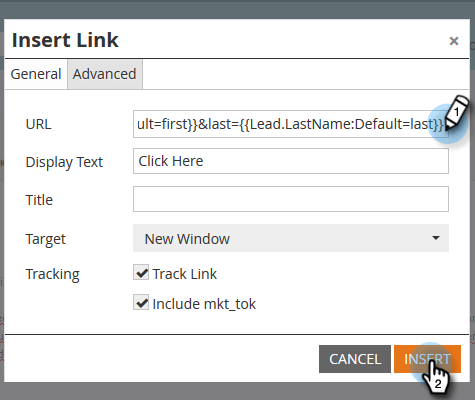 Insert Link ×
General Advanced
URL ult=first}}&last={{Lead.LastName:Default=last}}
1
Display Text Click Here
Title
Target New Window
Tracking Track Link
Include mkt_tok
CANCEL INSERT
2